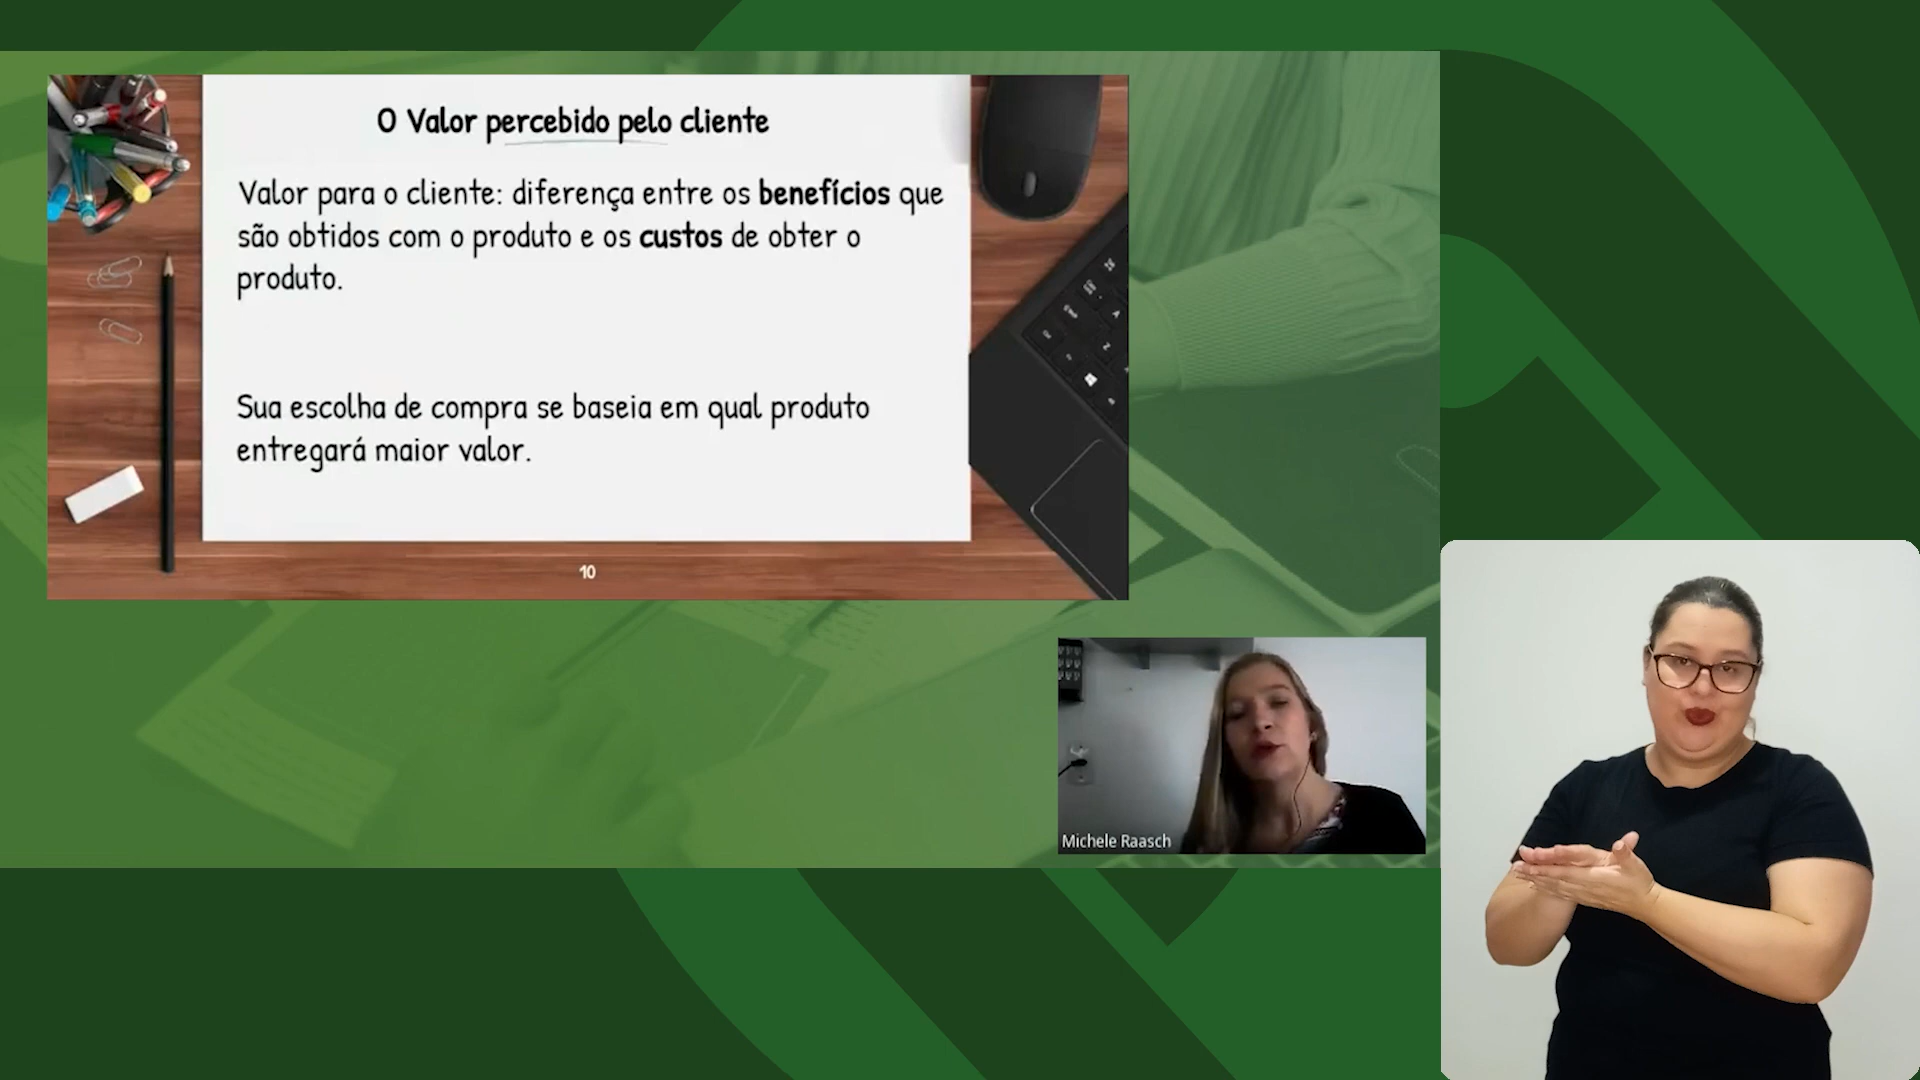 O Valor percebido pelo cliente
Valor para o cliente: diferença entre os benefícios que
são obtidos com o produto e os custos de obter o
produto.
Sua escolha de compra se baseia em qual produto
entregará maior valor.
10
Michele Raasch